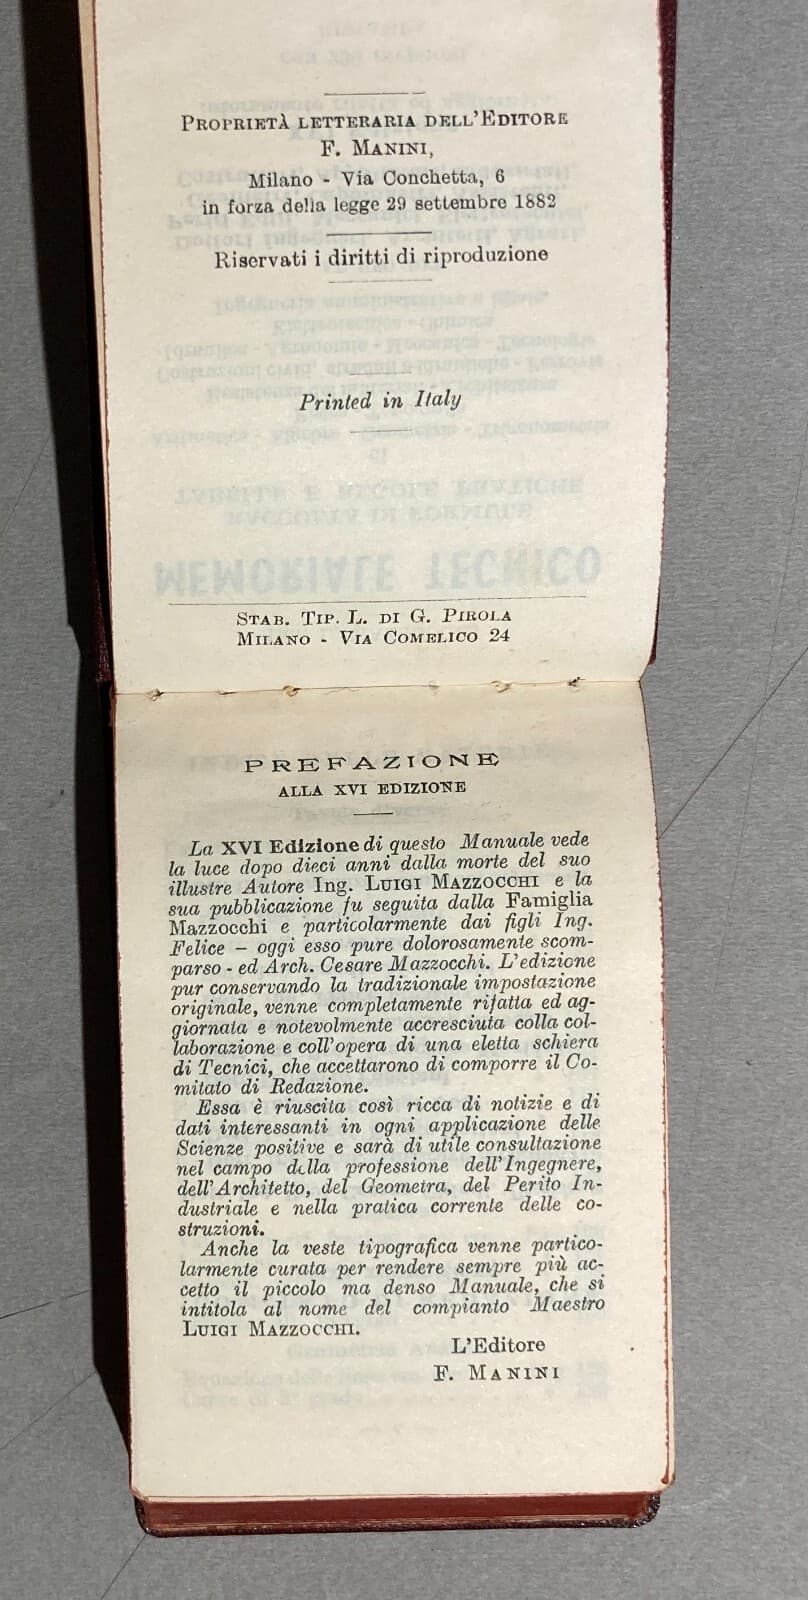 PROPRIETÀ LETTERARIA DELL'EDITORE
F. MANINI,
Milano - Via Conchetta, 6
in forza della legge 29 settembre 1882
Riservati i diritti di riproduzione
Printed in Italy
MEMORIALE TECNICO
STAB. TIP. L. DI G. PIROLA
MILANO - VIA COMELICO 24
PREFAZIONE
ALLA XVI EDIZIONE
La XVI Edizione di questo Manuale vede
la luce dopo dieci anni dalla morte del suo
illustre Autore Ing. LUIGI MAZZOCCHI e la
sua pubblicazione fu seguita dalla Famiglia
Mazzocchi e particolarmente dai figli Ing.
Felice - oggi esso pure dolorosamente scom-
parso - ed Arch. Cesare Mazzocchi. L'edizione
pur conservando la tradizionale impostazione
originale, venne completamente rifatta ed ag-
giornata e notevolmente accresciuta colla col-
laborazione e coll'opera di una eletta schiera
di Tecnici, che accettarono di comporre il Co-
mitato di Redazione.
Essa è riuscita così ricca di notizie e di
dati interessanti in ogni applicazione delle
Scienze positive e sarà di utile consultazione
nel campo della professione dell'Ingegnere,
dell'Architetto, del Geometra, del Perito In-
dustriale e nella pratica corrente delle co-
struzioni.
Anche la veste tipografica venne partico-
larmente curata per rendere sempre più ac-
cetto il piccolo ma denso Manuale, che si
intitola al nome del compianto Maestro
LUIGI MAZZOCCHI.
L'Editore
F. MANINI